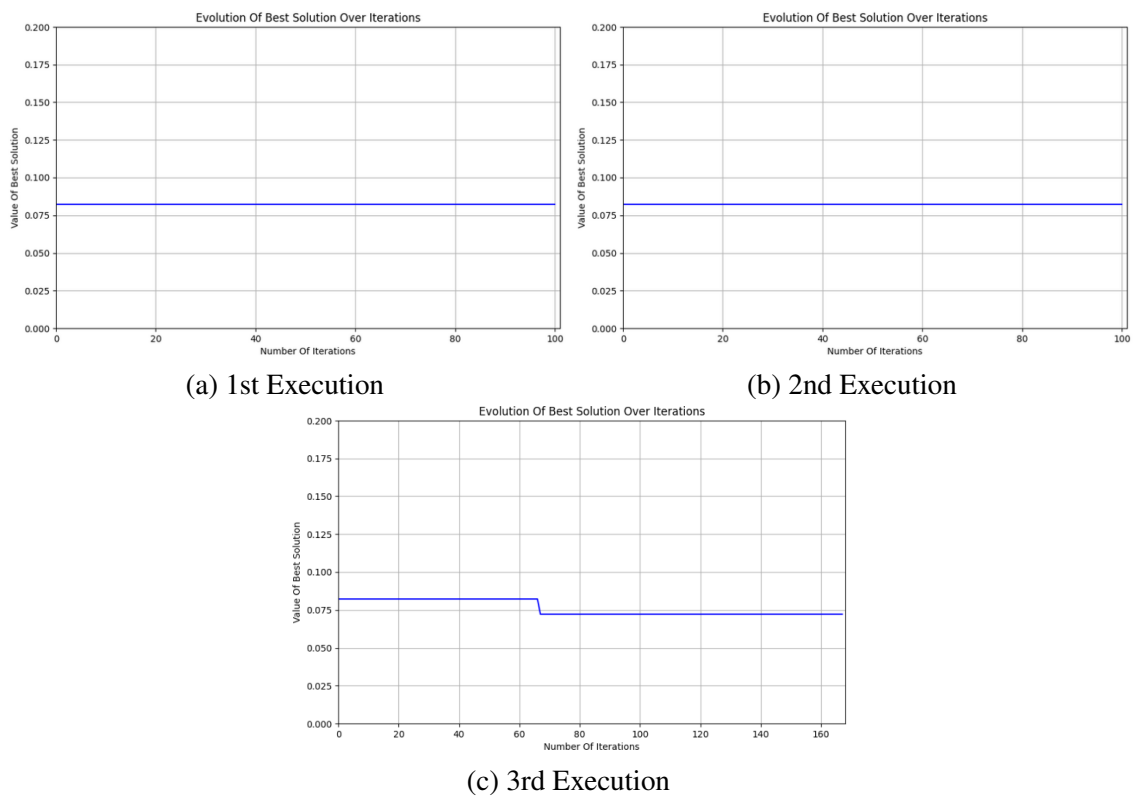 Evolution Of Best Solution Over Iterations
0.200
0.175
0.150
0.125
0.100
0.075
0.050
0.025
0.000
Value Of Best Solution
0 20 40 60 80 100
Number Of Iterations
(a) 1st Execution
Evolution Of Best Solution Over Iterations
0.200
0.175
0.150
0.125
0.100
0.075
0.050
0.025
0.000
Value Of Best Solution
0 20 40 60 80 100
Number Of Iterations
(b) 2nd Execution
Evolution Of Best Solution Over Iterations
0.200
0.175
0.150
0.125
0.100
0.075
0.050
0.025
0.000
Value Of Best Solution
0 20 40 60 80 100 120 140 160
Number Of Iterations
(c) 3rd Execution